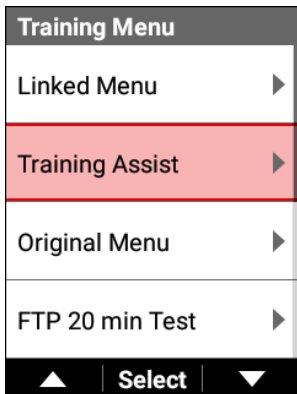 Training Menu
Linked Menu
Training Assist
Original Menu
FTP 20 min Test
Select